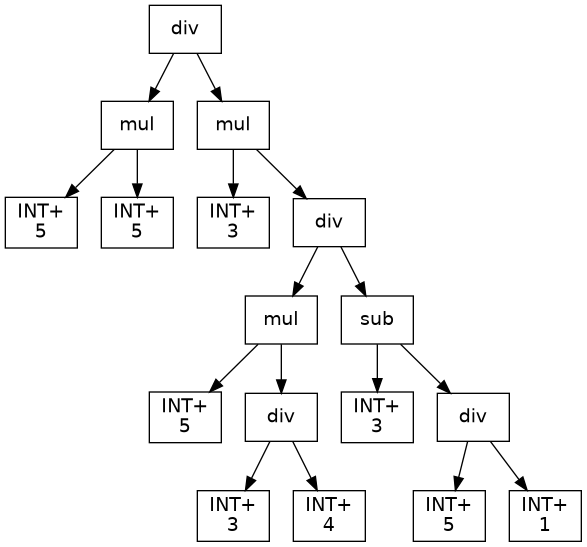 div
mul
mul
INT+
5
INT+
5
INT+
3
div
mul
sub
INT+
5
div
INT+
3
div
INT+
3
INT+
4
INT+
5
INT+
1